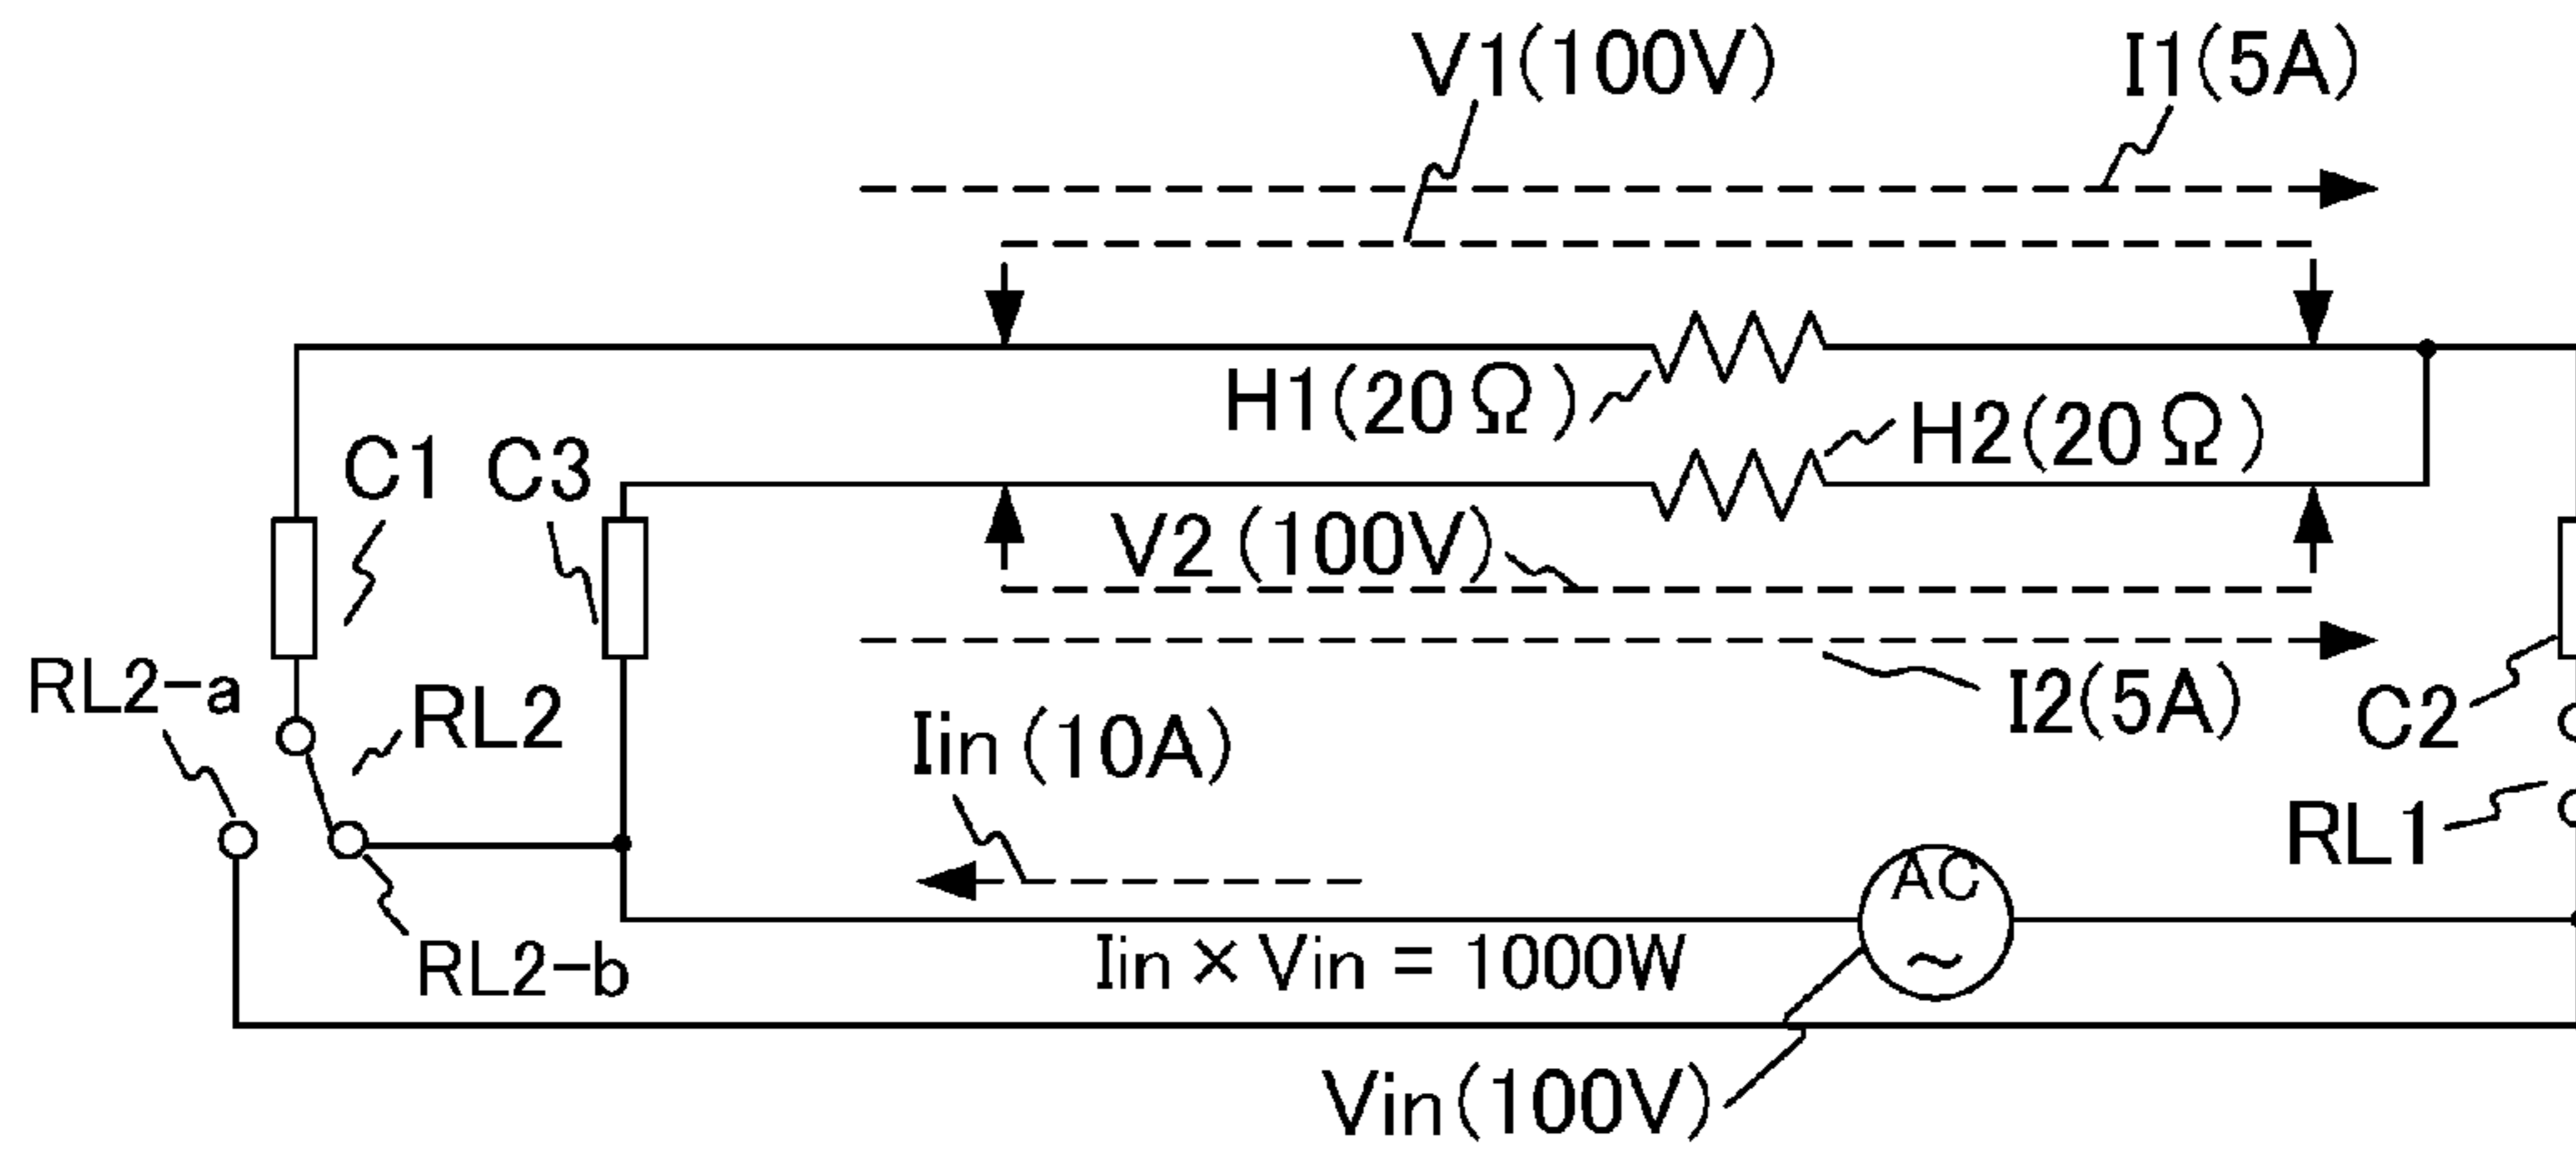 V1(100V)
I1(5A)
H1(20Ω)
H2(20Ω)
C1
C3
V2(100V)
RL2-a
RL2
I2(5A)
C2
Iin(10A)
RL1
AC
~
RL2-b
Iin × Vin = 1000W
Vin(100V)